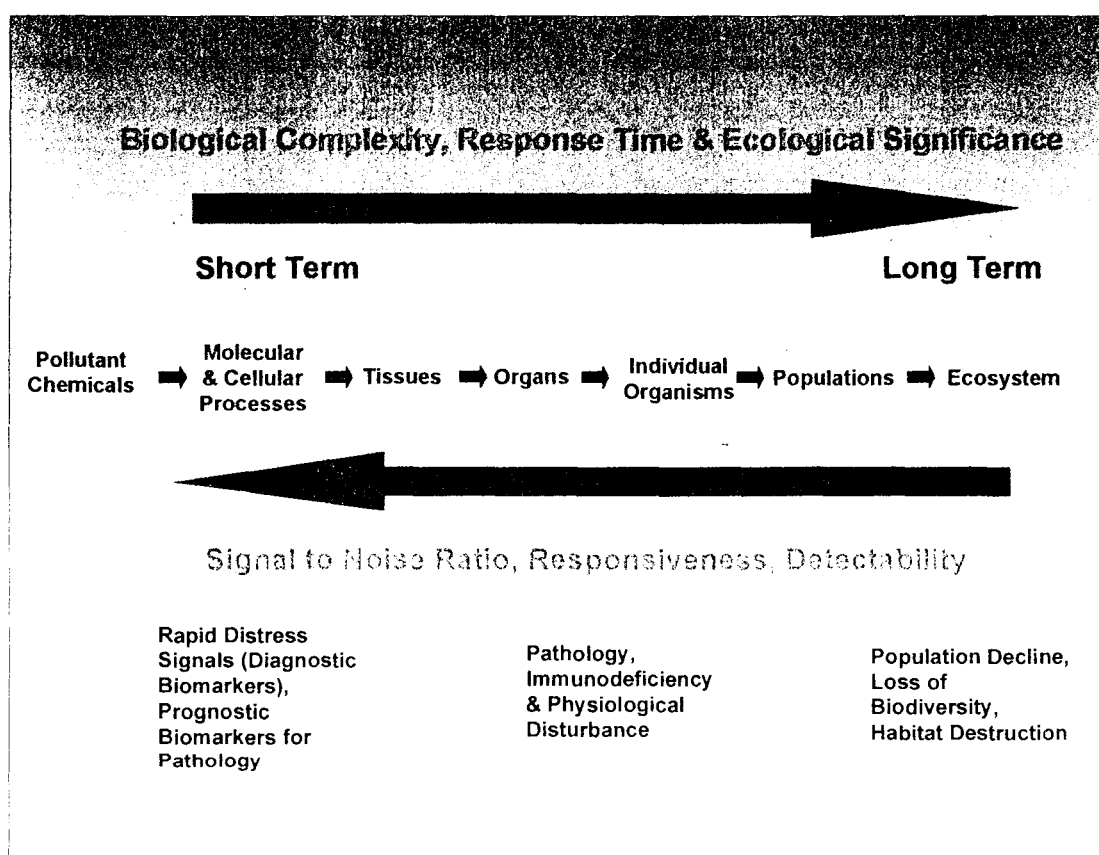 Biological Complexity, Response Time & Ecological Significance
Short Term
Long Term
Pollutant
Chemicals
Molecular
& Cellular
Processes
Tissues
Organs
Individual
Organisms
Populations
Ecosystem
Signal to Noise Ratio, Responsiveness, Detectability
Rapid Distress
Signals (Diagnostic
Biomarkers),
Prognostic
Biomarkers for
Pathology
Pathology,
Immunodeficiency
& Physiological
Disturbance
Population Decline,
Loss of
Biodiversity,
Habitat Destruction